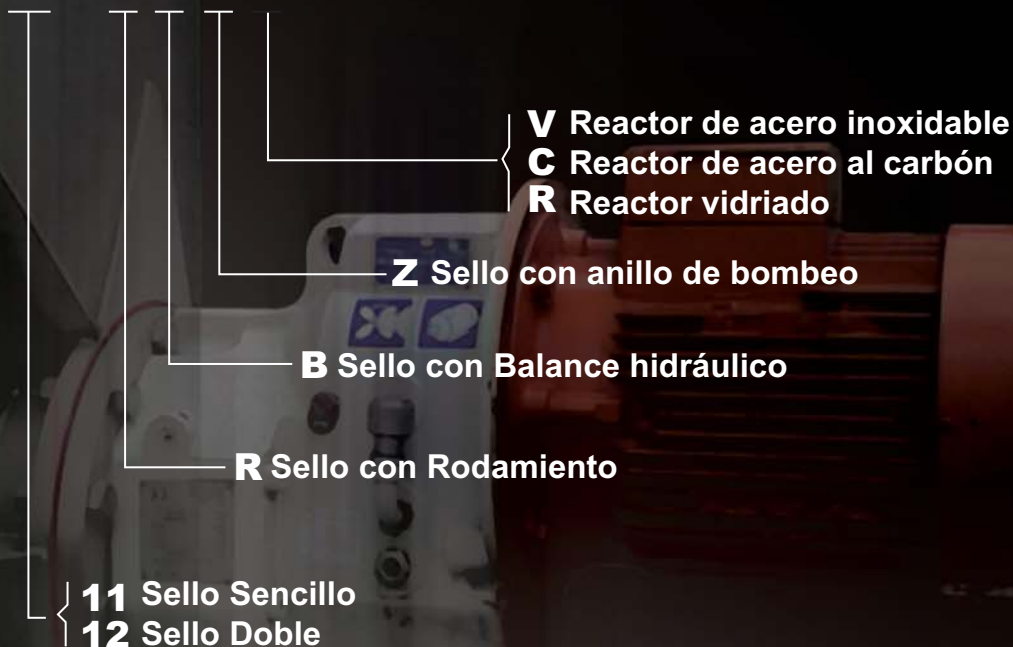 V Reactor de acero inoxidable
C Reactor de acero al carbón
R Reactor vidriado
Z Sello con anillo de bombeo
B Sello con Balance hidráulico
R Sello con Rodamiento
11 Sello Sencillo
12 Sello Doble